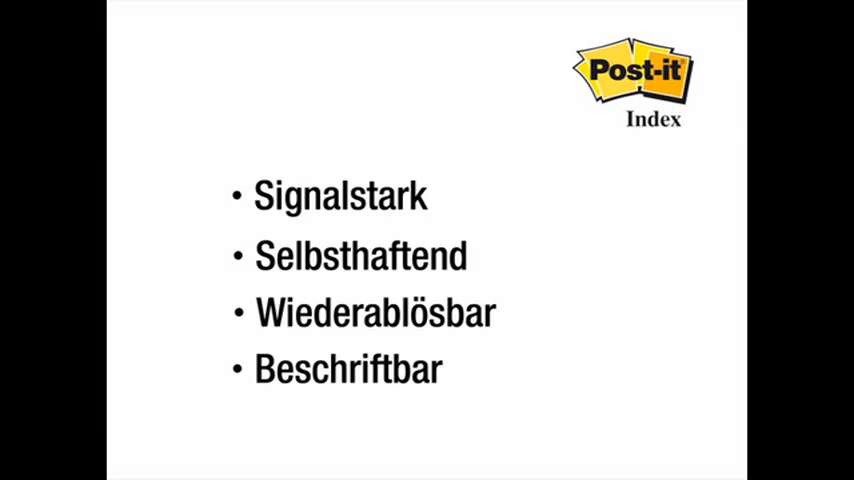 Post-it
Index
• Signalstark
• Selbsthaftend
• Wiederablösbar
• Beschriftbar